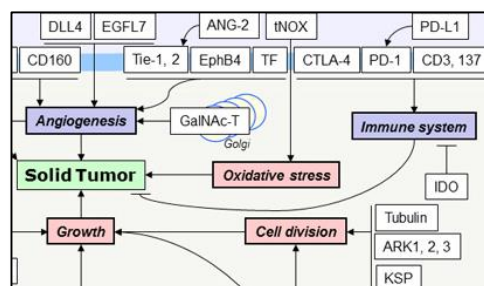 DLL4 EGFL7 ANG-2 tNOX PD-L1
CD160 Tie-1, 2 EphB4 TF CTLA-4 PD-1 CD3, 137
Angiogenesis GalNAc-T Immune system
Golgi
Solid Tumor Oxidative stress IDO
Growth Cell division Tubulin
ARK1, 2, 3
KSP